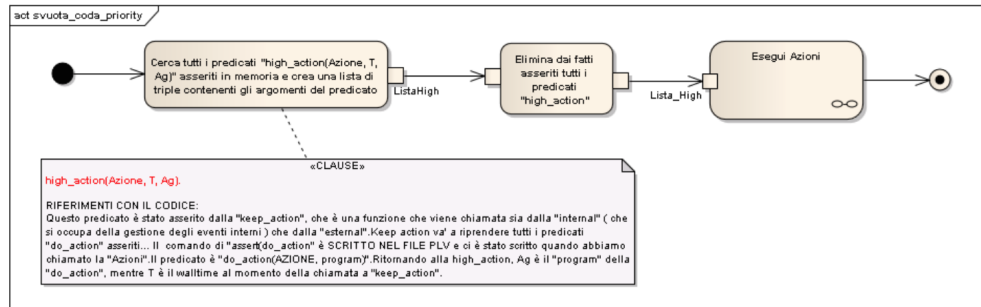 act svuota_coda_priority
Cerca tutti i predicati "high_action(Azione, T,
Ag)" asseriti in memoria e crea una lista di
triple contenenti gli argomenti del predicato
ListaHigh
Elimina dai fatti
asseriti tutti i
predicati
"high_action"
Lista_High
Esegui Azioni
«CLAUSE»
high_action(Azione, T, Ag).
RIFERIMENTI CON IL CODICE:
Questo predicato è stato asserito dalla "keep_action", che è una funzione che viene chiamata sia dalla "internal" ( che
si occupa della gestione degli eventi interni ) che dalla "esternal".Keep action va' a riprendere tutti i predicati
"do_action" asseriti... Il comando di "assert(do_action" è SCRITTO NEL FILE PLV e ci è stato scritto quando abbiamo
chiamato la "Azioni".Il predicato è "do_action(AZIONE, program)".Ritornando alla high_action, Ag è il "program" della
"do_action", mentre T è il walltime al momento della chiamata a "keep_action".